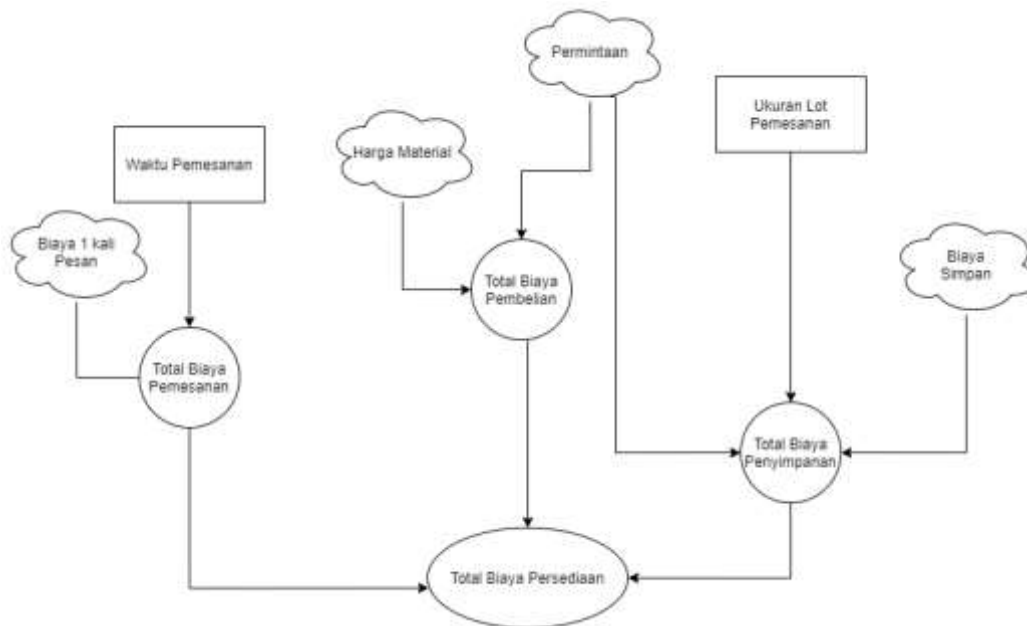 Permintaan
Ukuran Lot
Pemesanan
Harga Material
Waktu Pemesanan
Biaya 1 kali
Pesan
Biaya
Simpan
Total Biaya
Pembelian
Total Biaya
Pemesanan
Total Biaya
Penyimpanan
Total Biaya Persediaan